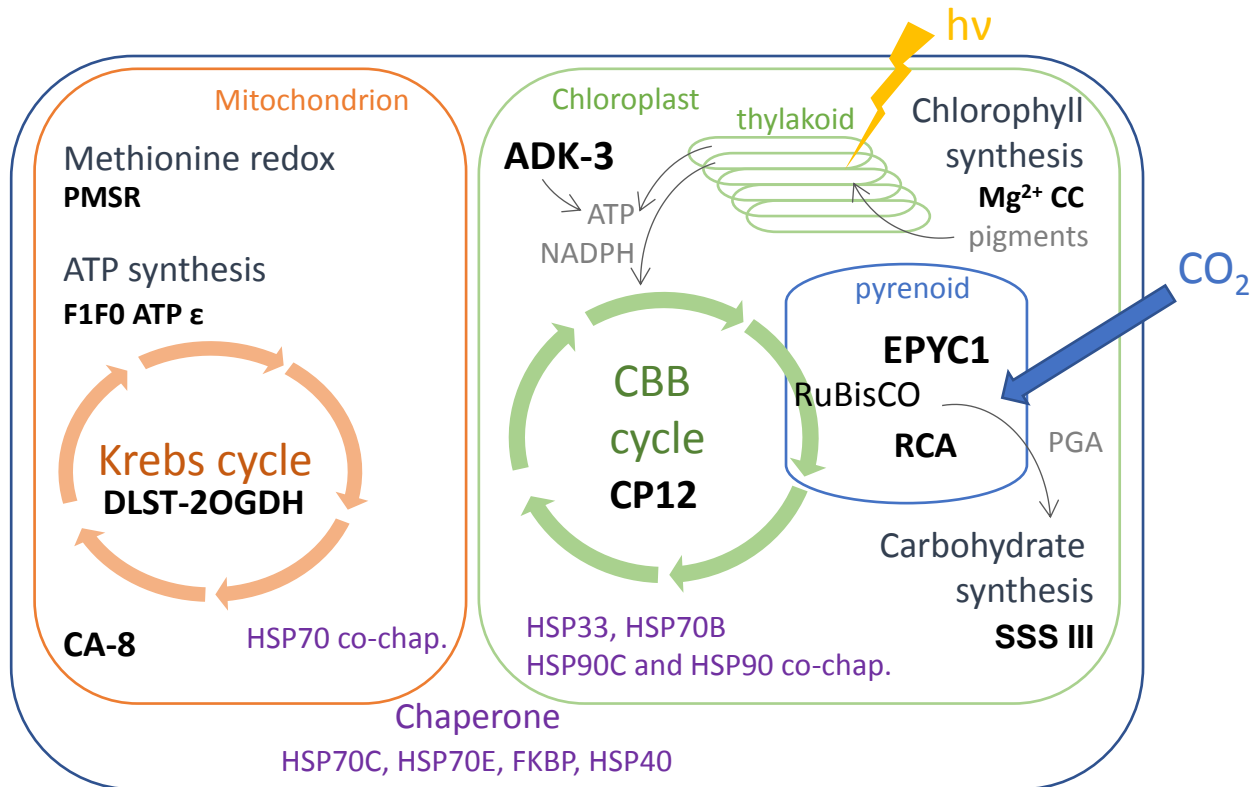 hν
Mitochondrion
Methionine redox
PMSR
ATP synthesis
F1F0 ATP ε
Krebs cycle
DLST-2OGDH
CA-8
HSP70 co-chap.
Chloroplast
thylakoid
Chlorophyll
synthesis
Mg²⁺ CC
pigments
ADK-3
ATP
NADPH
CO₂
pyrenoid
EPYC1
RuBisCO
RCA
PGA
CBB
cycle
CP12
Carbohydrate
synthesis
SSS III
HSP33, HSP70B
HSP90C and HSP90 co-chap.
Chaperone
HSP70C, HSP70E, FKBP, HSP40